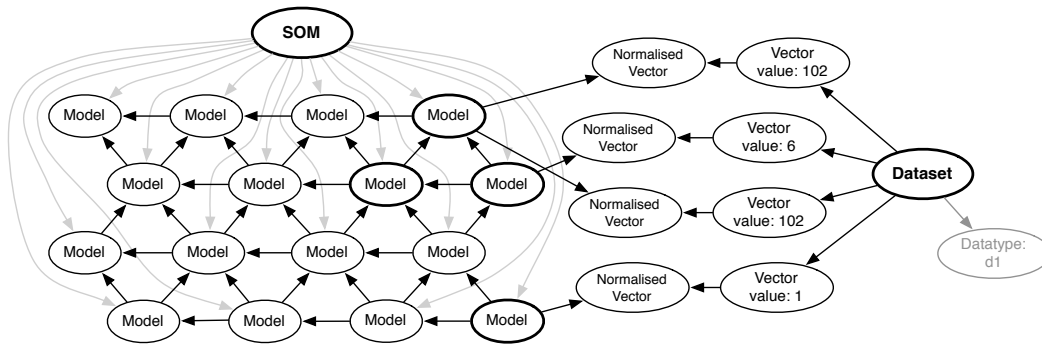 SOM
Normalised
Vector
Vector
value: 102
Model
Model
Model
Model
Normalised
Vector
Vector
value: 6
Model
Model
Model
Model
Dataset
Normalised
Vector
Vector
value: 102
Model
Model
Model
Model
Datatype:
d1
Normalised
Vector
Vector
value: 1
Model
Model
Model
Model